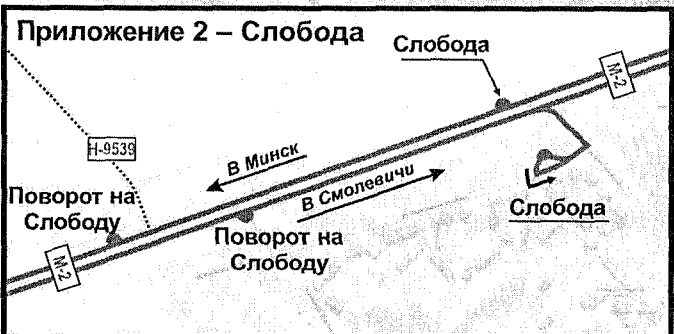 Приложение 2 – Слобода
Слобода
М-2
Н-9539
В Минск
В Смолевичи
Поворот на
Слободу
Слобода
Поворот на
Слободу
М-2